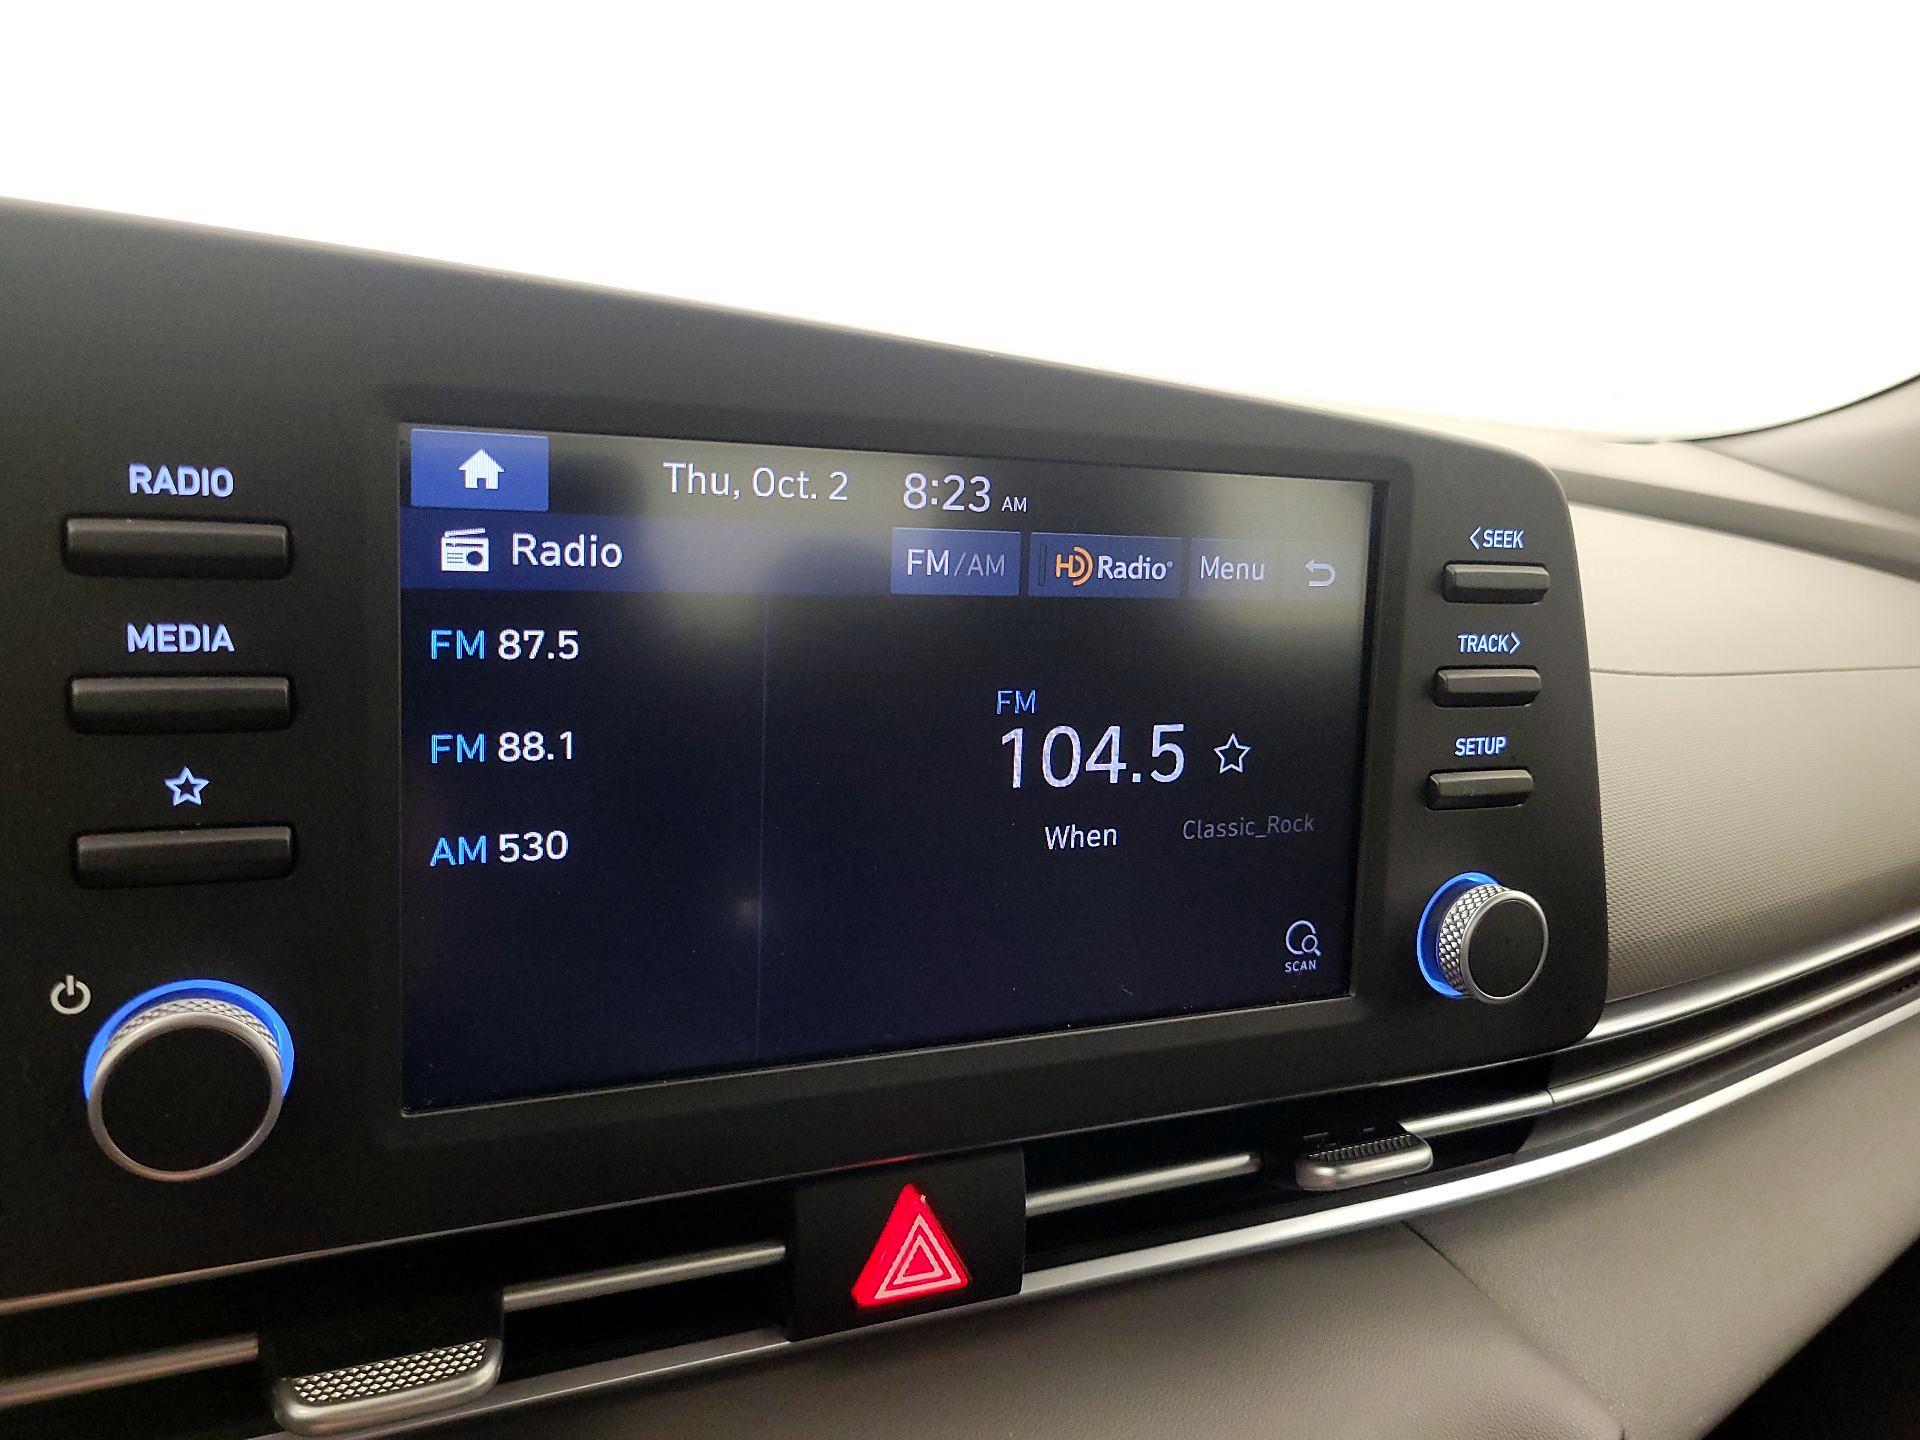 RADIO
MEDIA
Thu, Oct. 2 8:23 AM
Radio FM/AM HD Radio® Menu
FM 87.5
FM 88.1
AM 530
FM
104.5
When Classic_Rock
SCAN
<SEEK
TRACK>
SETUP